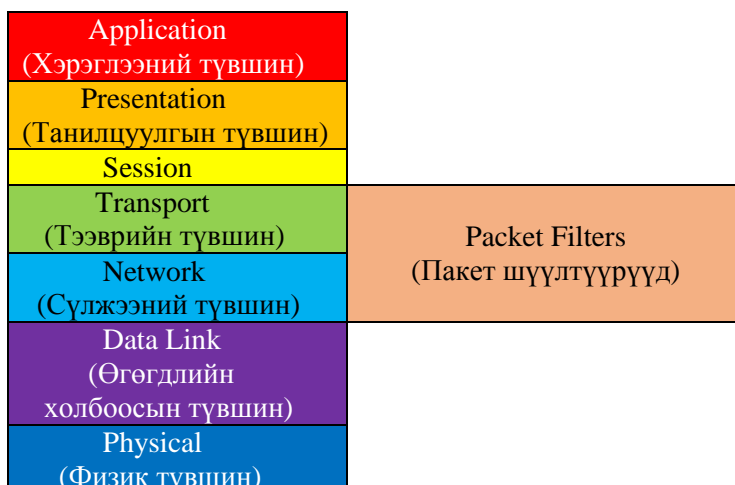 Application
(Хэрэглээний түвшин)
Presentation
(Танилцуулгын түвшин)
Session
Transport
(Тээврийн түвшин)
Network
(Сүлжээний түвшин)
Packet Filters
(Пакет шүүлтүүрүүд)
Data Link
(Өгөгдлийн
холбоосын түвшин)
Physical
(Физик түвшин)